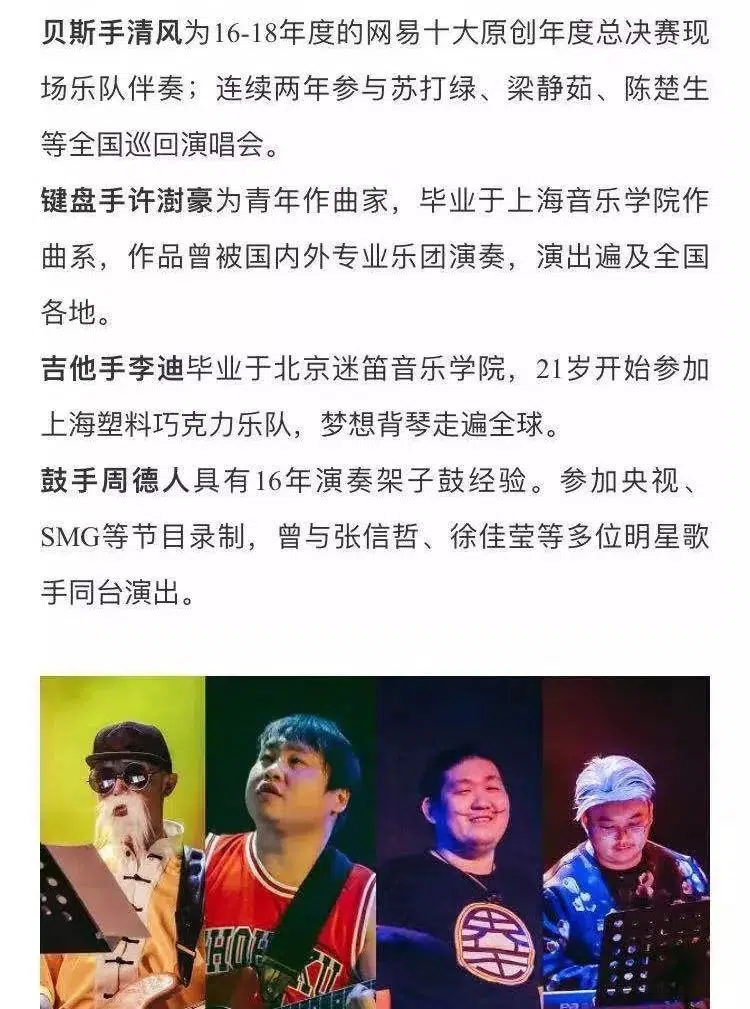 贝斯手清风为16-18年度的网易十大原创年度总决赛现
场乐队伴奏；连续两年参与苏打绿、梁静茹、陈楚生
等全国巡回演唱会。
键盘手许澍豪为青年作曲家，毕业于上海音乐学院作
曲系，作品曾被国内外专业乐团演奏，演出遍及全国
各地。
吉他手李迪毕业于北京迷笛音乐学院，21岁开始参加
上海塑料巧克力乐队，梦想背琴走遍全球。
鼓手周德人具有16年演奏架子鼓经验。参加央视、
SMG等节目录制，曾与张信哲、徐佳莹等多位明星歌
手同台演出。